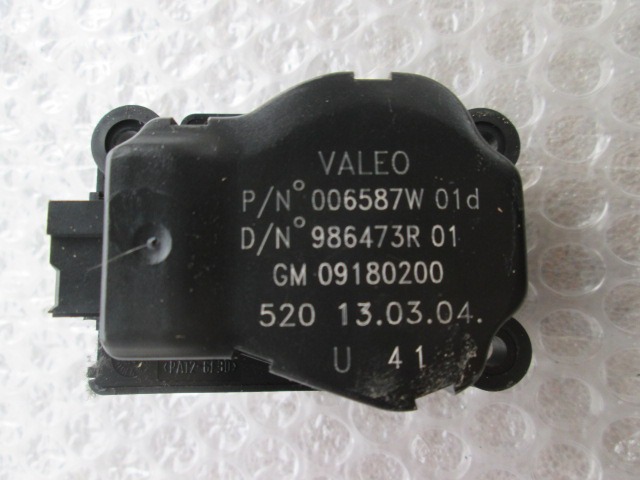 VALEO
P/N° 006587W 01d
D/N° 986473R 01
GM 09180200
520 13.03.04.
U 41